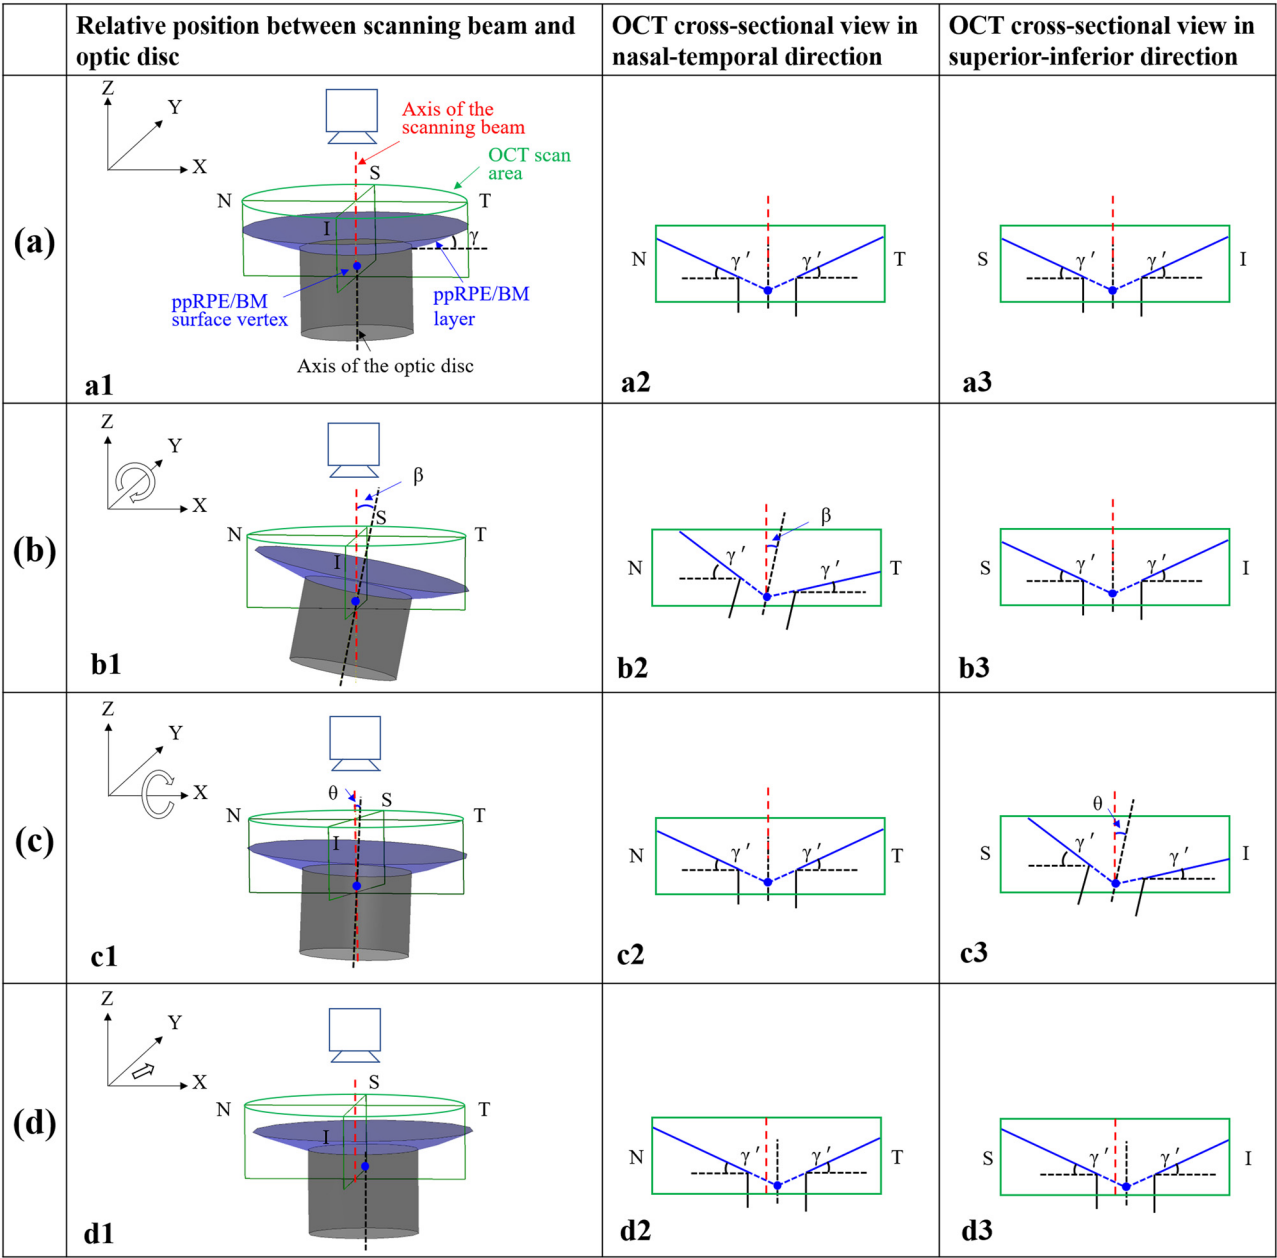 Relative position between scanning beam and
optic disc
OCT cross-sectional view in
nasal-temporal direction
OCT cross-sectional view in
superior-inferior direction
(a)
Z
Y
X
Axis of the
scanning beam
OCT scan
area
S
N
T
I
γ
ppRPE/BM
surface vertex
ppRPE/BM
layer
Axis of the optic disc
a1
N
γ′
γ′
T
a2
S
γ′
γ′
I
a3
(b)
Z
Y
X
β
S
N
T
I
b1
β
N
γ′
γ′
T
b2
S
γ′
γ′
I
b3
(c)
Z
Y
X
θ
S
N
T
I
c1
N
γ′
γ′
T
c2
θ
S
γ′
γ′
I
c3
(d)
Z
Y
X
S
N
T
I
d1
N
γ′
γ′
T
d2
S
γ′
γ′
I
d3